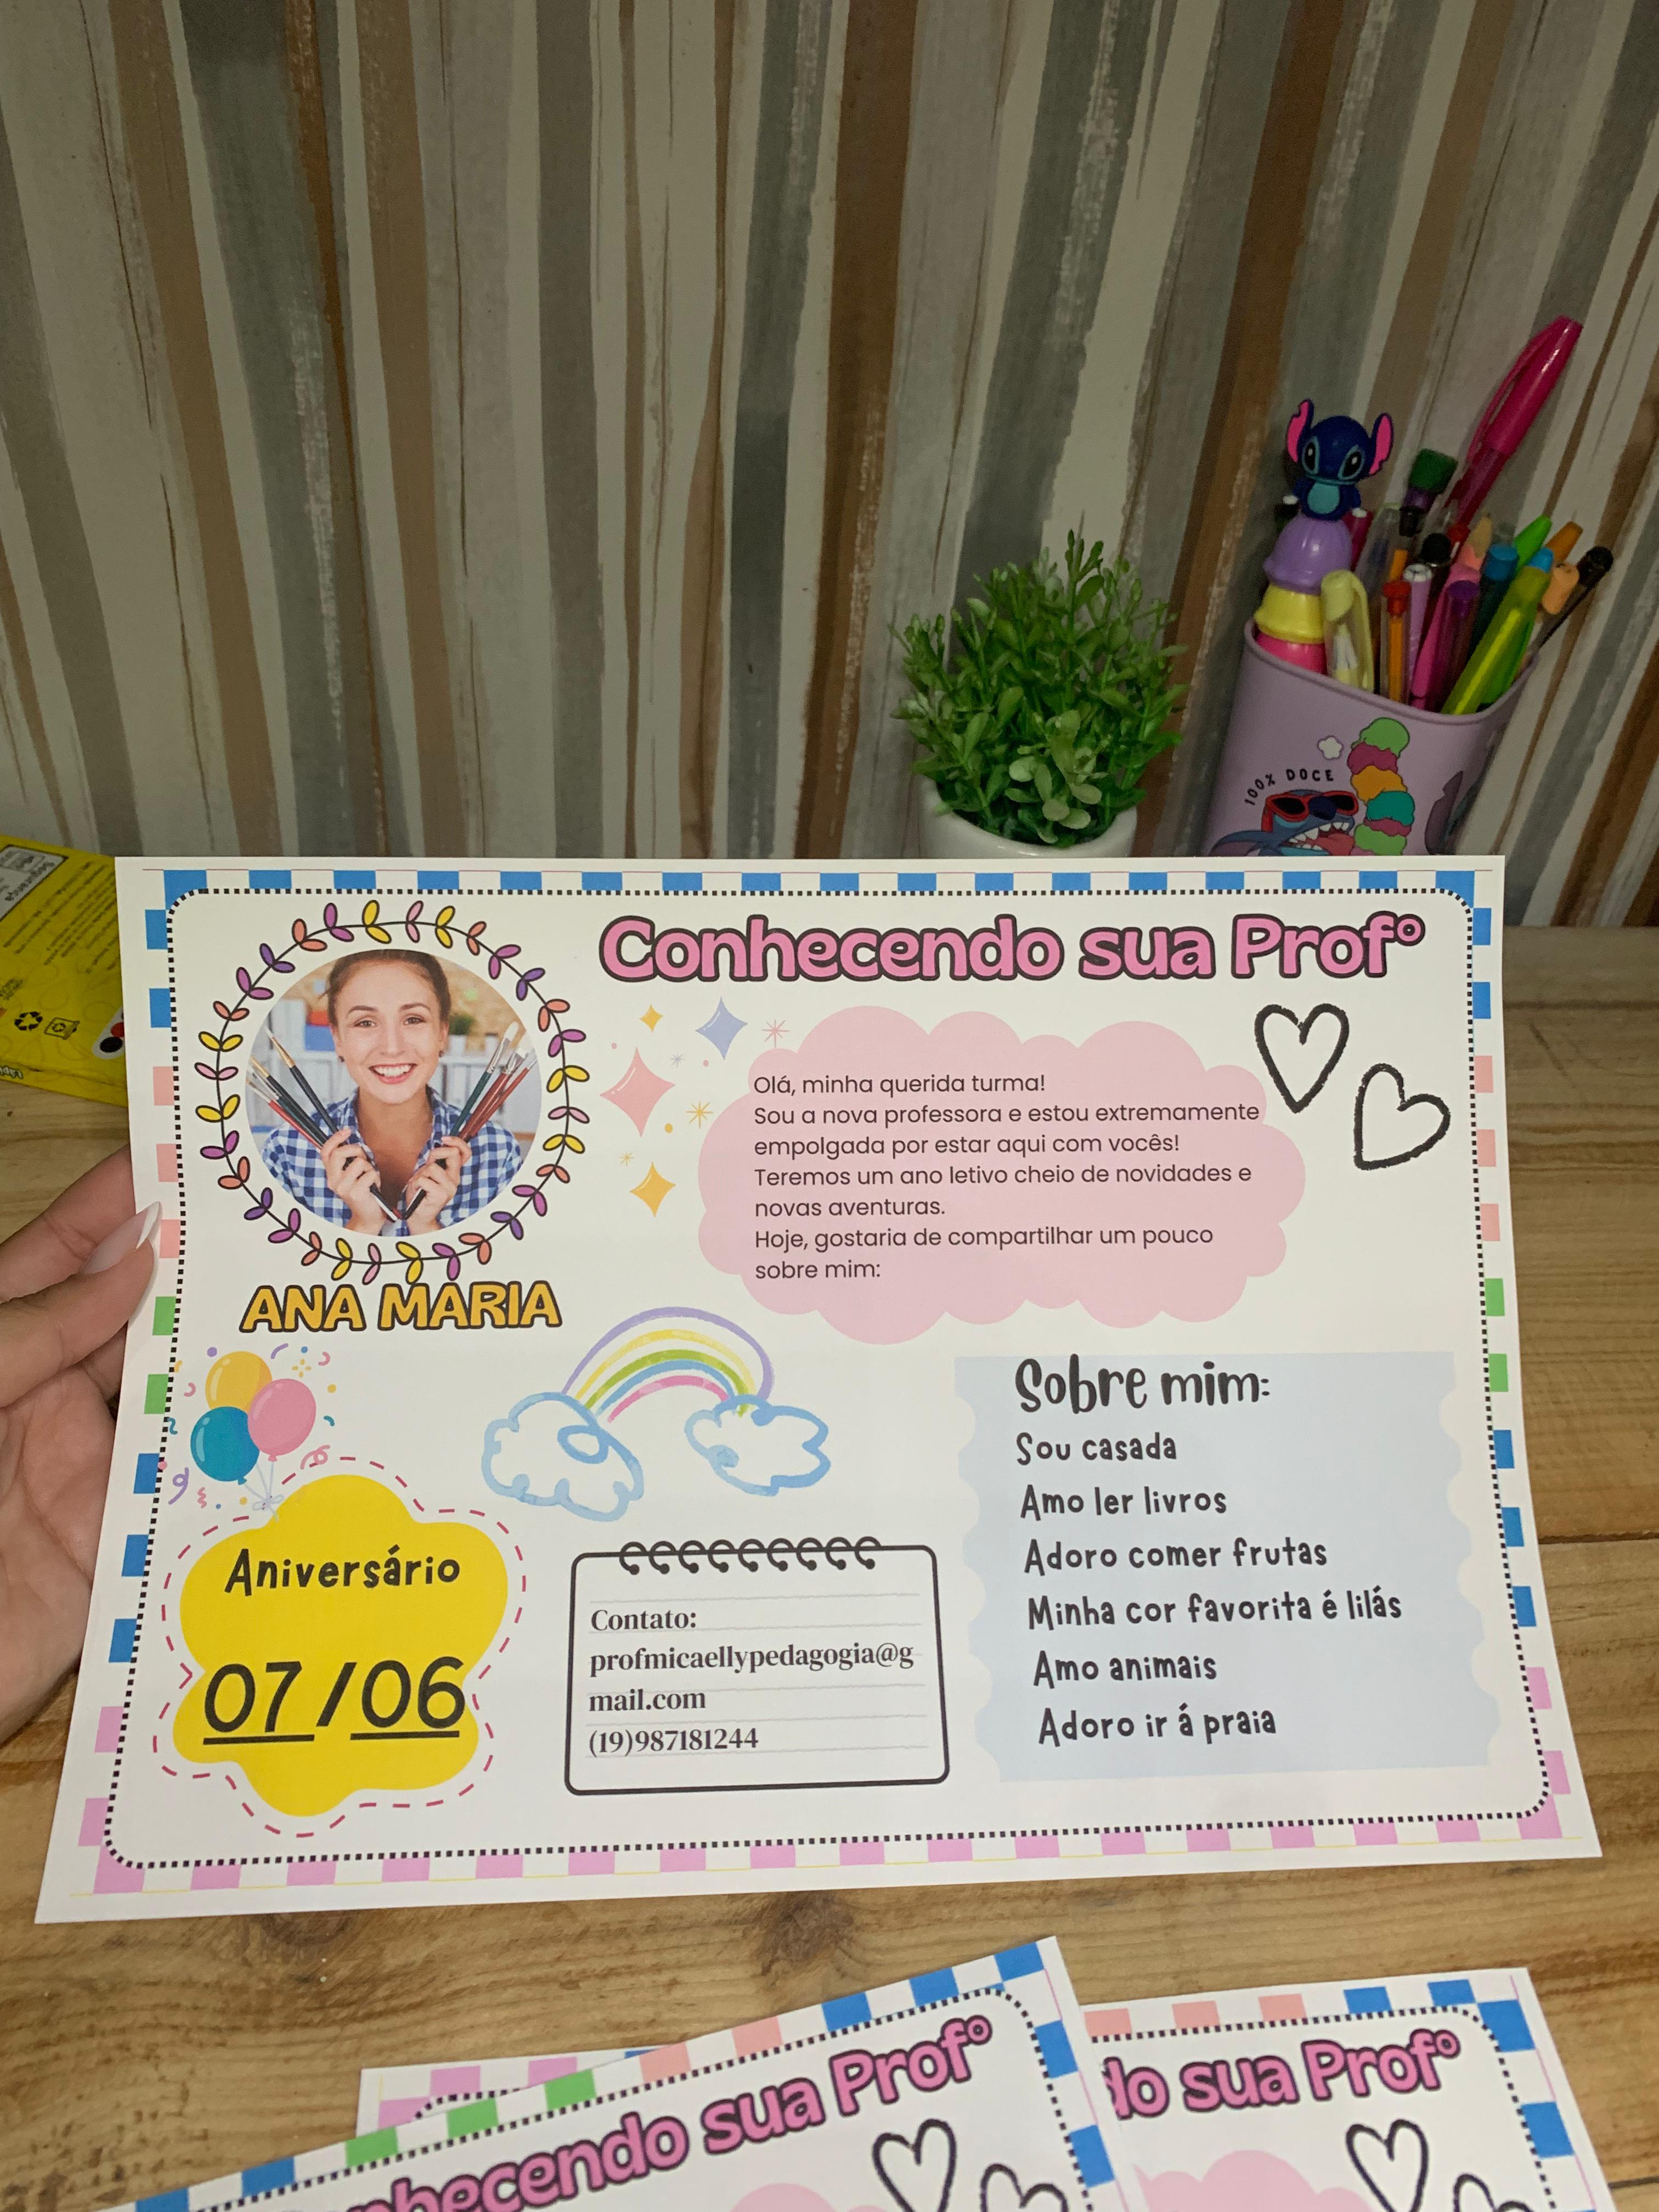 100% DOCE
Conhecendo sua Profº
Olá, minha querida turma!
Sou a nova professora e estou extremamente
empolgada por estar aqui com vocês!
Teremos um ano letivo cheio de novidades e
novas aventuras.
Hoje, gostaria de compartilhar um pouco
sobre mim:
ANA MARIA
Aniversário
07/06
Contato:
profmicaellypedagogia@g
mail.com
(19)987181244
Sobre mim:
Sou casada
Amo ler livros
Adoro comer frutas
Minha cor favorita é lilás
Amo animais
Adoro ir á praia
nhecendo sua Profº
do sua Profº